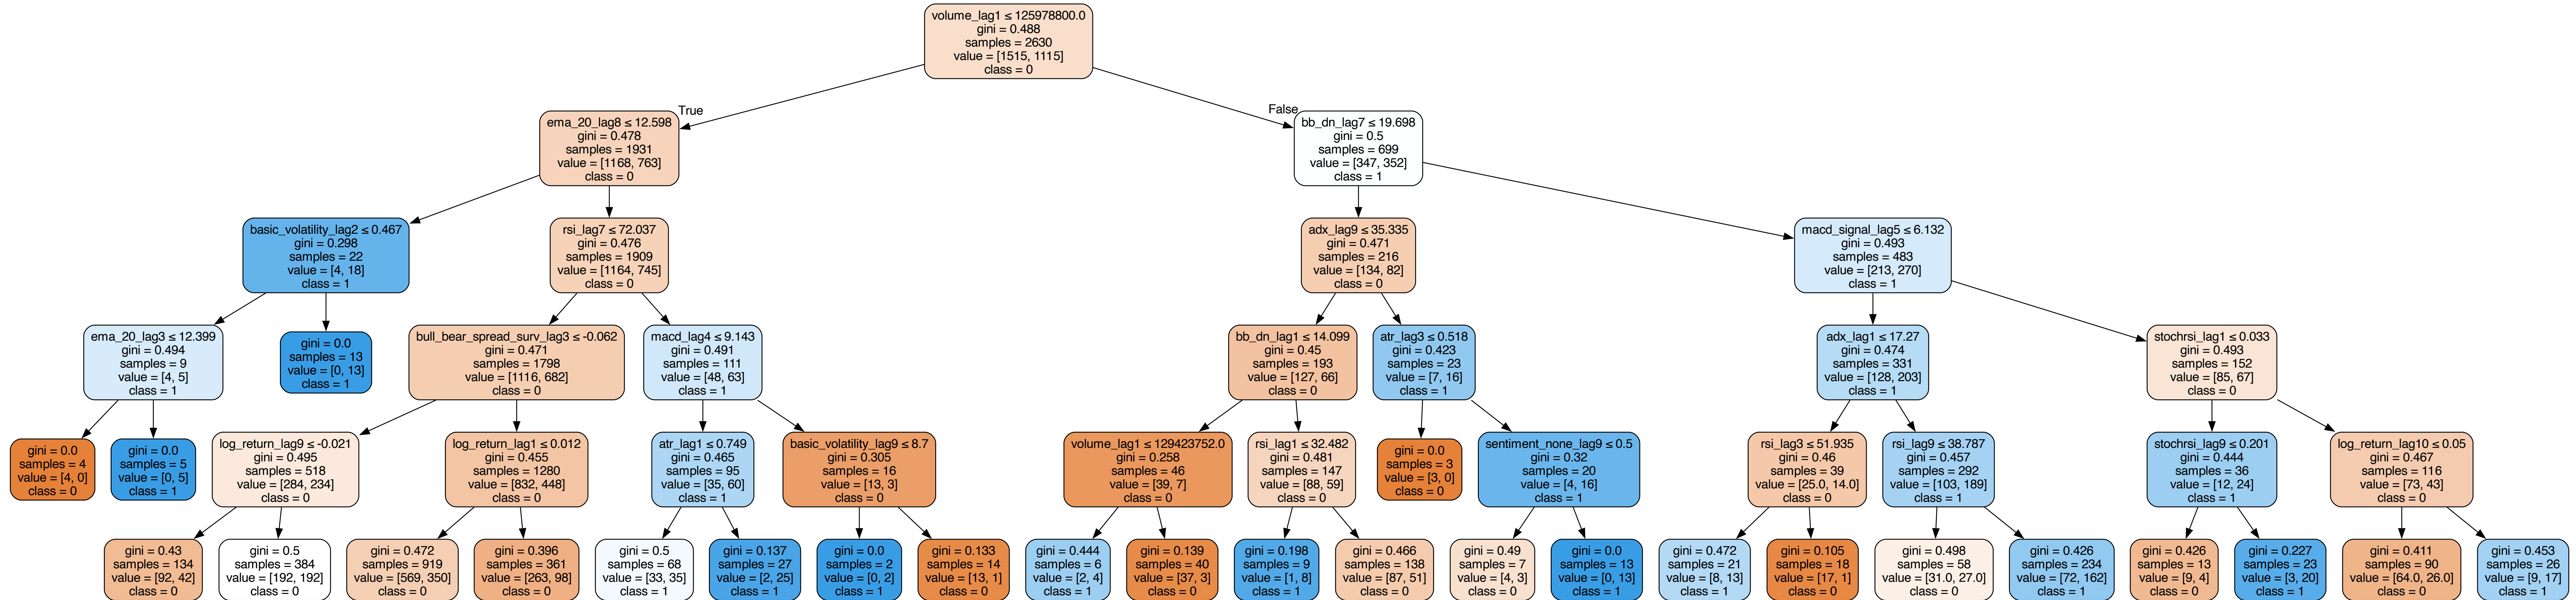 volume_lag1 ≤ 125978800.0
gini = 0.488
samples = 2630
value = [1515, 1115]
class = 0
True
False
ema_20_lag8 ≤ 12.598
gini = 0.478
samples = 1931
value = [1168, 763]
class = 0
bb_dn_lag7 ≤ 19.698
gini = 0.5
samples = 699
value = [347, 352]
class = 1
basic_volatility_lag2 ≤ 0.467
gini = 0.298
samples = 22
value = [4, 18]
class = 1
rsi_lag7 ≤ 72.037
gini = 0.476
samples = 1909
value = [1164, 745]
class = 0
adx_lag9 ≤ 35.335
gini = 0.471
samples = 216
value = [134, 82]
class = 0
macd_signal_lag5 ≤ 6.132
gini = 0.493
samples = 483
value = [213, 270]
class = 1
ema_20_lag3 ≤ 12.399
gini = 0.494
samples = 9
value = [4, 5]
class = 1
gini = 0.0
samples = 13
value = [0, 13]
class = 1
bull_bear_spread_surv_lag3 ≤ -0.062
gini = 0.471
samples = 1798
value = [1116, 682]
class = 0
macd_lag4 ≤ 9.143
gini = 0.491
samples = 111
value = [48, 63]
class = 1
bb_dn_lag1 ≤ 14.099
gini = 0.45
samples = 193
value = [127, 66]
class = 0
atr_lag3 ≤ 0.518
gini = 0.423
samples = 23
value = [7, 16]
class = 1
adx_lag1 ≤ 17.27
gini = 0.474
samples = 331
value = [128, 203]
class = 1
stochrsi_lag1 ≤ 0.033
gini = 0.493
samples = 152
value = [85, 67]
class = 0
gini = 0.0
samples = 4
value = [4, 0]
class = 0
gini = 0.0
samples = 5
value = [0, 5]
class = 1
log_return_lag9 ≤ -0.021
gini = 0.495
samples = 518
value = [284, 234]
class = 0
log_return_lag1 ≤ 0.012
gini = 0.455
samples = 1280
value = [832, 448]
class = 0
atr_lag1 ≤ 0.749
gini = 0.465
samples = 95
value = [35, 60]
class = 1
basic_volatility_lag9 ≤ 8.7
gini = 0.305
samples = 16
value = [13, 3]
class = 0
volume_lag1 ≤ 129423752.0
gini = 0.258
samples = 46
value = [39, 7]
class = 0
rsi_lag1 ≤ 32.482
gini = 0.481
samples = 147
value = [88, 59]
class = 0
gini = 0.0
samples = 3
value = [3, 0]
class = 0
sentiment_none_lag9 ≤ 0.5
gini = 0.32
samples = 20
value = [4, 16]
class = 1
rsi_lag3 ≤ 51.935
gini = 0.46
samples = 39
value = [25.0, 14.0]
class = 0
rsi_lag9 ≤ 38.787
gini = 0.457
samples = 292
value = [103, 189]
class = 1
stochrsi_lag9 ≤ 0.201
gini = 0.444
samples = 36
value = [12, 24]
class = 1
log_return_lag10 ≤ 0.05
gini = 0.467
samples = 116
value = [73, 43]
class = 0
gini = 0.43
samples = 134
value = [92, 42]
class = 0
gini = 0.5
samples = 384
value = [192, 192]
class = 0
gini = 0.472
samples = 919
value = [569, 350]
class = 0
gini = 0.396
samples = 361
value = [263, 98]
class = 0
gini = 0.5
samples = 68
value = [33, 35]
class = 1
gini = 0.137
samples = 27
value = [2, 25]
class = 1
gini = 0.0
samples = 2
value = [0, 2]
class = 1
gini = 0.133
samples = 14
value = [13, 1]
class = 0
gini = 0.444
samples = 6
value = [2, 4]
class = 1
gini = 0.139
samples = 40
value = [37, 3]
class = 0
gini = 0.198
samples = 9
value = [1, 8]
class = 1
gini = 0.466
samples = 138
value = [87, 51]
class = 0
gini = 0.49
samples = 7
value = [4, 3]
class = 0
gini = 0.0
samples = 13
value = [0, 13]
class = 1
gini = 0.472
samples = 21
value = [8, 13]
class = 1
gini = 0.105
samples = 18
value = [17, 1]
class = 0
gini = 0.498
samples = 58
value = [31.0, 27.0]
class = 0
gini = 0.426
samples = 234
value = [72, 162]
class = 1
gini = 0.426
samples = 13
value = [9, 4]
class = 0
gini = 0.227
samples = 23
value = [3, 20]
class = 1
gini = 0.411
samples = 90
value = [64.0, 26.0]
class = 0
gini = 0.453
samples = 26
value = [9, 17]
class = 1